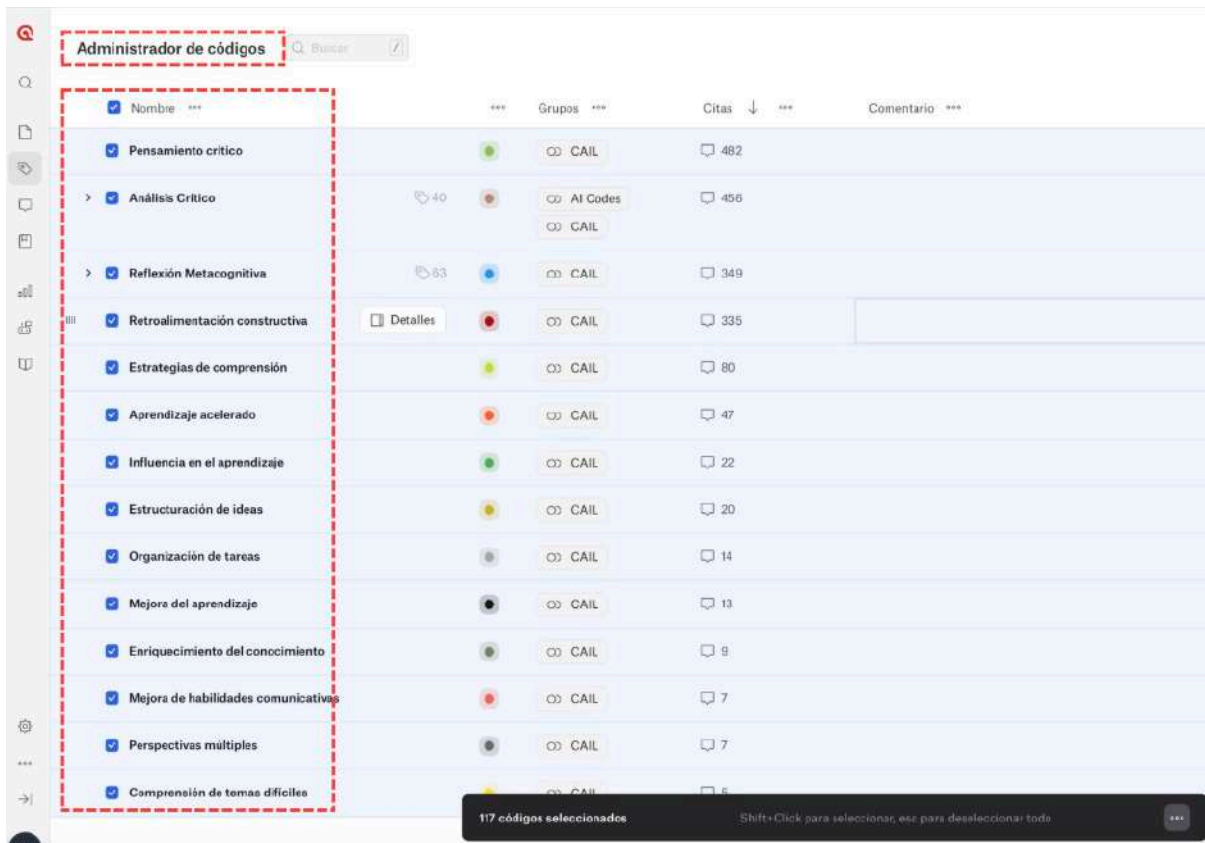 Administrador de códigos
Buscar /
Nombre Grupos Citas ↓ Comentario
Pensamiento crítico CAIL 482
Análisis Crítico 40 AI Codes 456
CAIL
Reflexión Metacognitiva 63 CAIL 349
Retroalimentación constructiva Detalles CAIL 335
Estrategias de comprensión CAIL 80
Aprendizaje acelerado CAIL 47
Influencia en el aprendizaje CAIL 22
Estructuración de ideas CAIL 20
Organización de tareas CAIL 14
Mejora del aprendizaje CAIL 13
Enriquecimiento del conocimiento CAIL 9
Mejora de habilidades comunicativas CAIL 7
Perspectivas múltiples CAIL 7
Comprensión de temas difíciles CAIL 5
117 códigos seleccionados Shift+Click para seleccionar, esc para deseleccionar todo